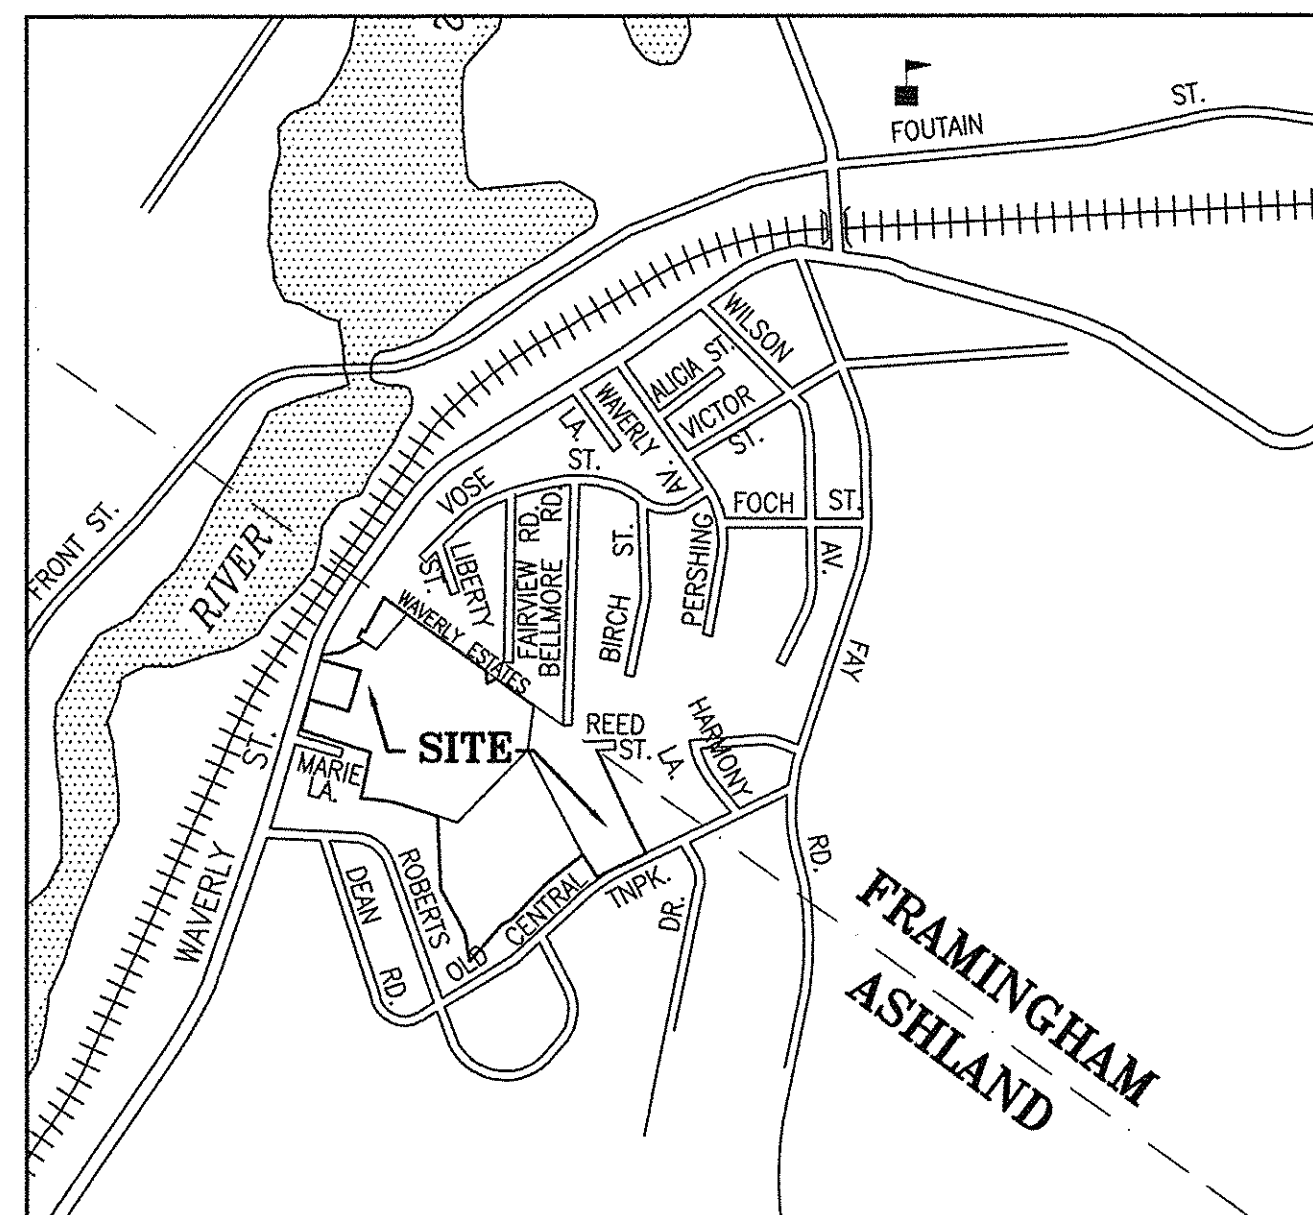 2
ST.
FOUTAIN
WILSON
ST.
ALICIA
WAVERLY
AV.
VICTOR
ST.
LA.
ST.
VOSE
FOCH ST.
FRONT ST.
RIVER
LIBERTY
ST.
FAIRVIEW RD.
BELLMORE RD.
BIRCH ST.
PERSHING
AV.
WAVERLY ESTATES
FAY
RD.
HARMONY
LA.
REED
ST.
SITE
MARIE
LA.
WAVERLY ST.
DEAN RD.
ROBERTS
OLD CENTRAL TNPK.
DR.
FRAMINGHAM
ASHLAND